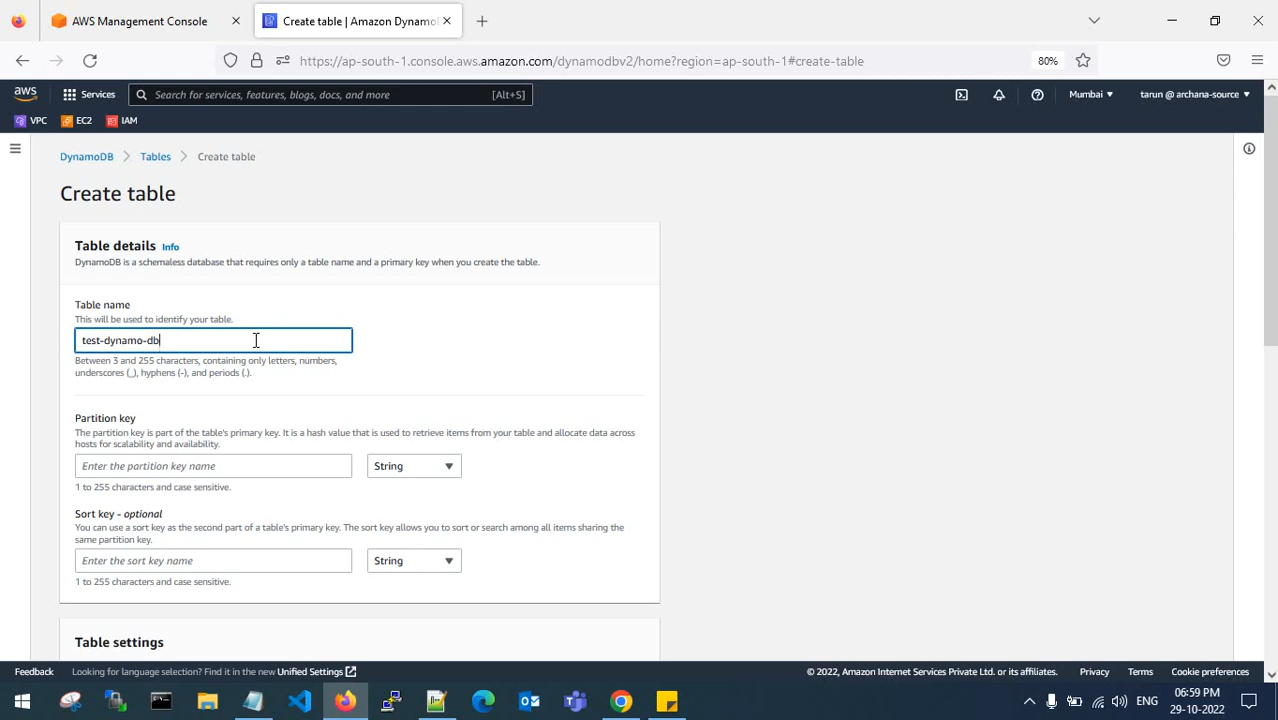 AWS Management Console
Create table | Amazon Dynamo
https://ap-south-1.console.aws.amazon.com/dynamodbv2/home?region=ap-south-1#create-table
80%
aws
Services
Search for services, features, blogs, docs, and more
[Alt+S]
Mumbai
tarun @ archana-source
VPC
EC2
IAM
DynamoDB
Tables
Create table
Create table
Table details Info
DynamoDB is a schemaless database that requires only a table name and a primary key when you create the table.
Table name
This will be used to identify your table.
test-dynamo-db
Between 3 and 255 characters, containing only letters, numbers,
underscores (_), hyphens (-), and periods (.).
Partition key
The partition key is part of the table's primary key. It is a hash value that is used to retrieve items from your table and allocate data across
hosts for scalability and availability.
Enter the partition key name
String
1 to 255 characters and case sensitive.
Sort key - optional
You can use a sort key as the second part of a table's primary key. The sort key allows you to sort or search among all items sharing the
same partition key.
Enter the sort key name
String
1 to 255 characters and case sensitive.
Table settings
Feedback
Looking for language selection? Find it in the new Unified Settings
© 2022, Amazon Internet Services Private Ltd. or its affiliates.
Privacy
Terms
Cookie preferences
ENG
06:59 PM
29-10-2022